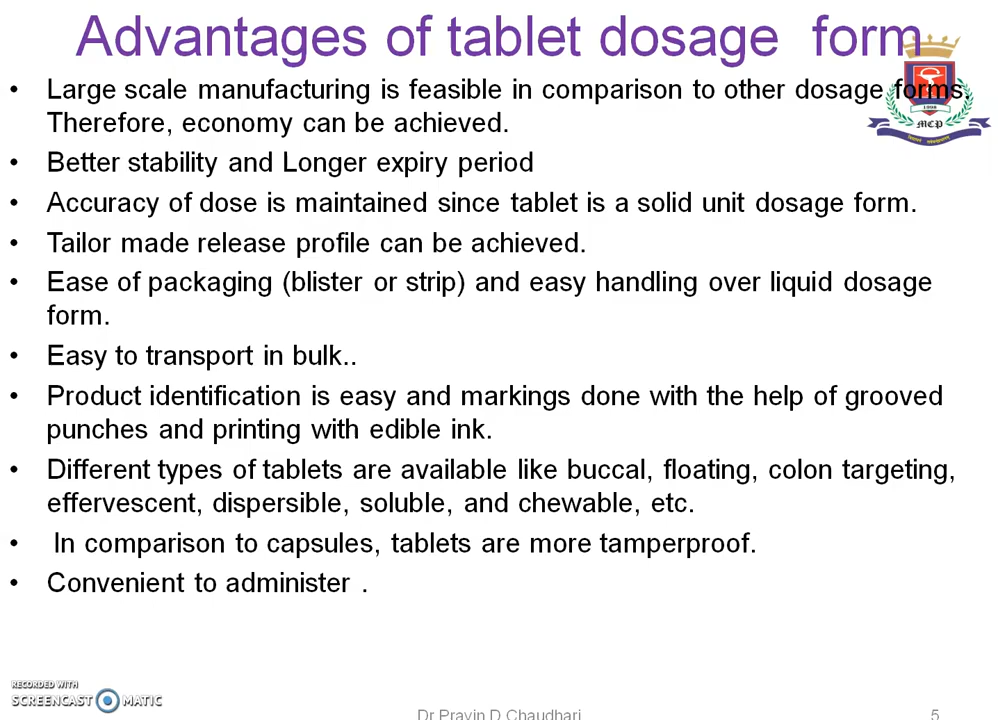 Advantages of tablet dosage form
• Large scale manufacturing is feasible in comparison to other dosage forms.
Therefore, economy can be achieved.
• Better stability and Longer expiry period
• Accuracy of dose is maintained since tablet is a solid unit dosage form.
• Tailor made release profile can be achieved.
• Ease of packaging (blister or strip) and easy handling over liquid dosage
form.
• Easy to transport in bulk..
• Product identification is easy and markings done with the help of grooved
punches and printing with edible ink.
• Different types of tablets are available like buccal, floating, colon targeting,
effervescent, dispersible, soluble, and chewable, etc.
• In comparison to capsules, tablets are more tamperproof.
• Convenient to administer .
MCP
RECORDED WITH
SCREENCAST MATIC
Dr Pravin D Chaudhari
5